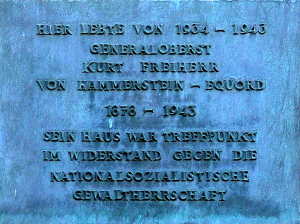 HIER LEBTE VON 1934 - 1943
GENERALOBERST
KURT FREIHERR
VON HAMMERSTEIN - EQUORD
1878 - 1943
SEIN HAUS WAR TREFFPUNKT
IM WIDERSTAND GEGEN DIE
NATIONALSOZIALISTISCHE
GEWALTHERRSCHAFT